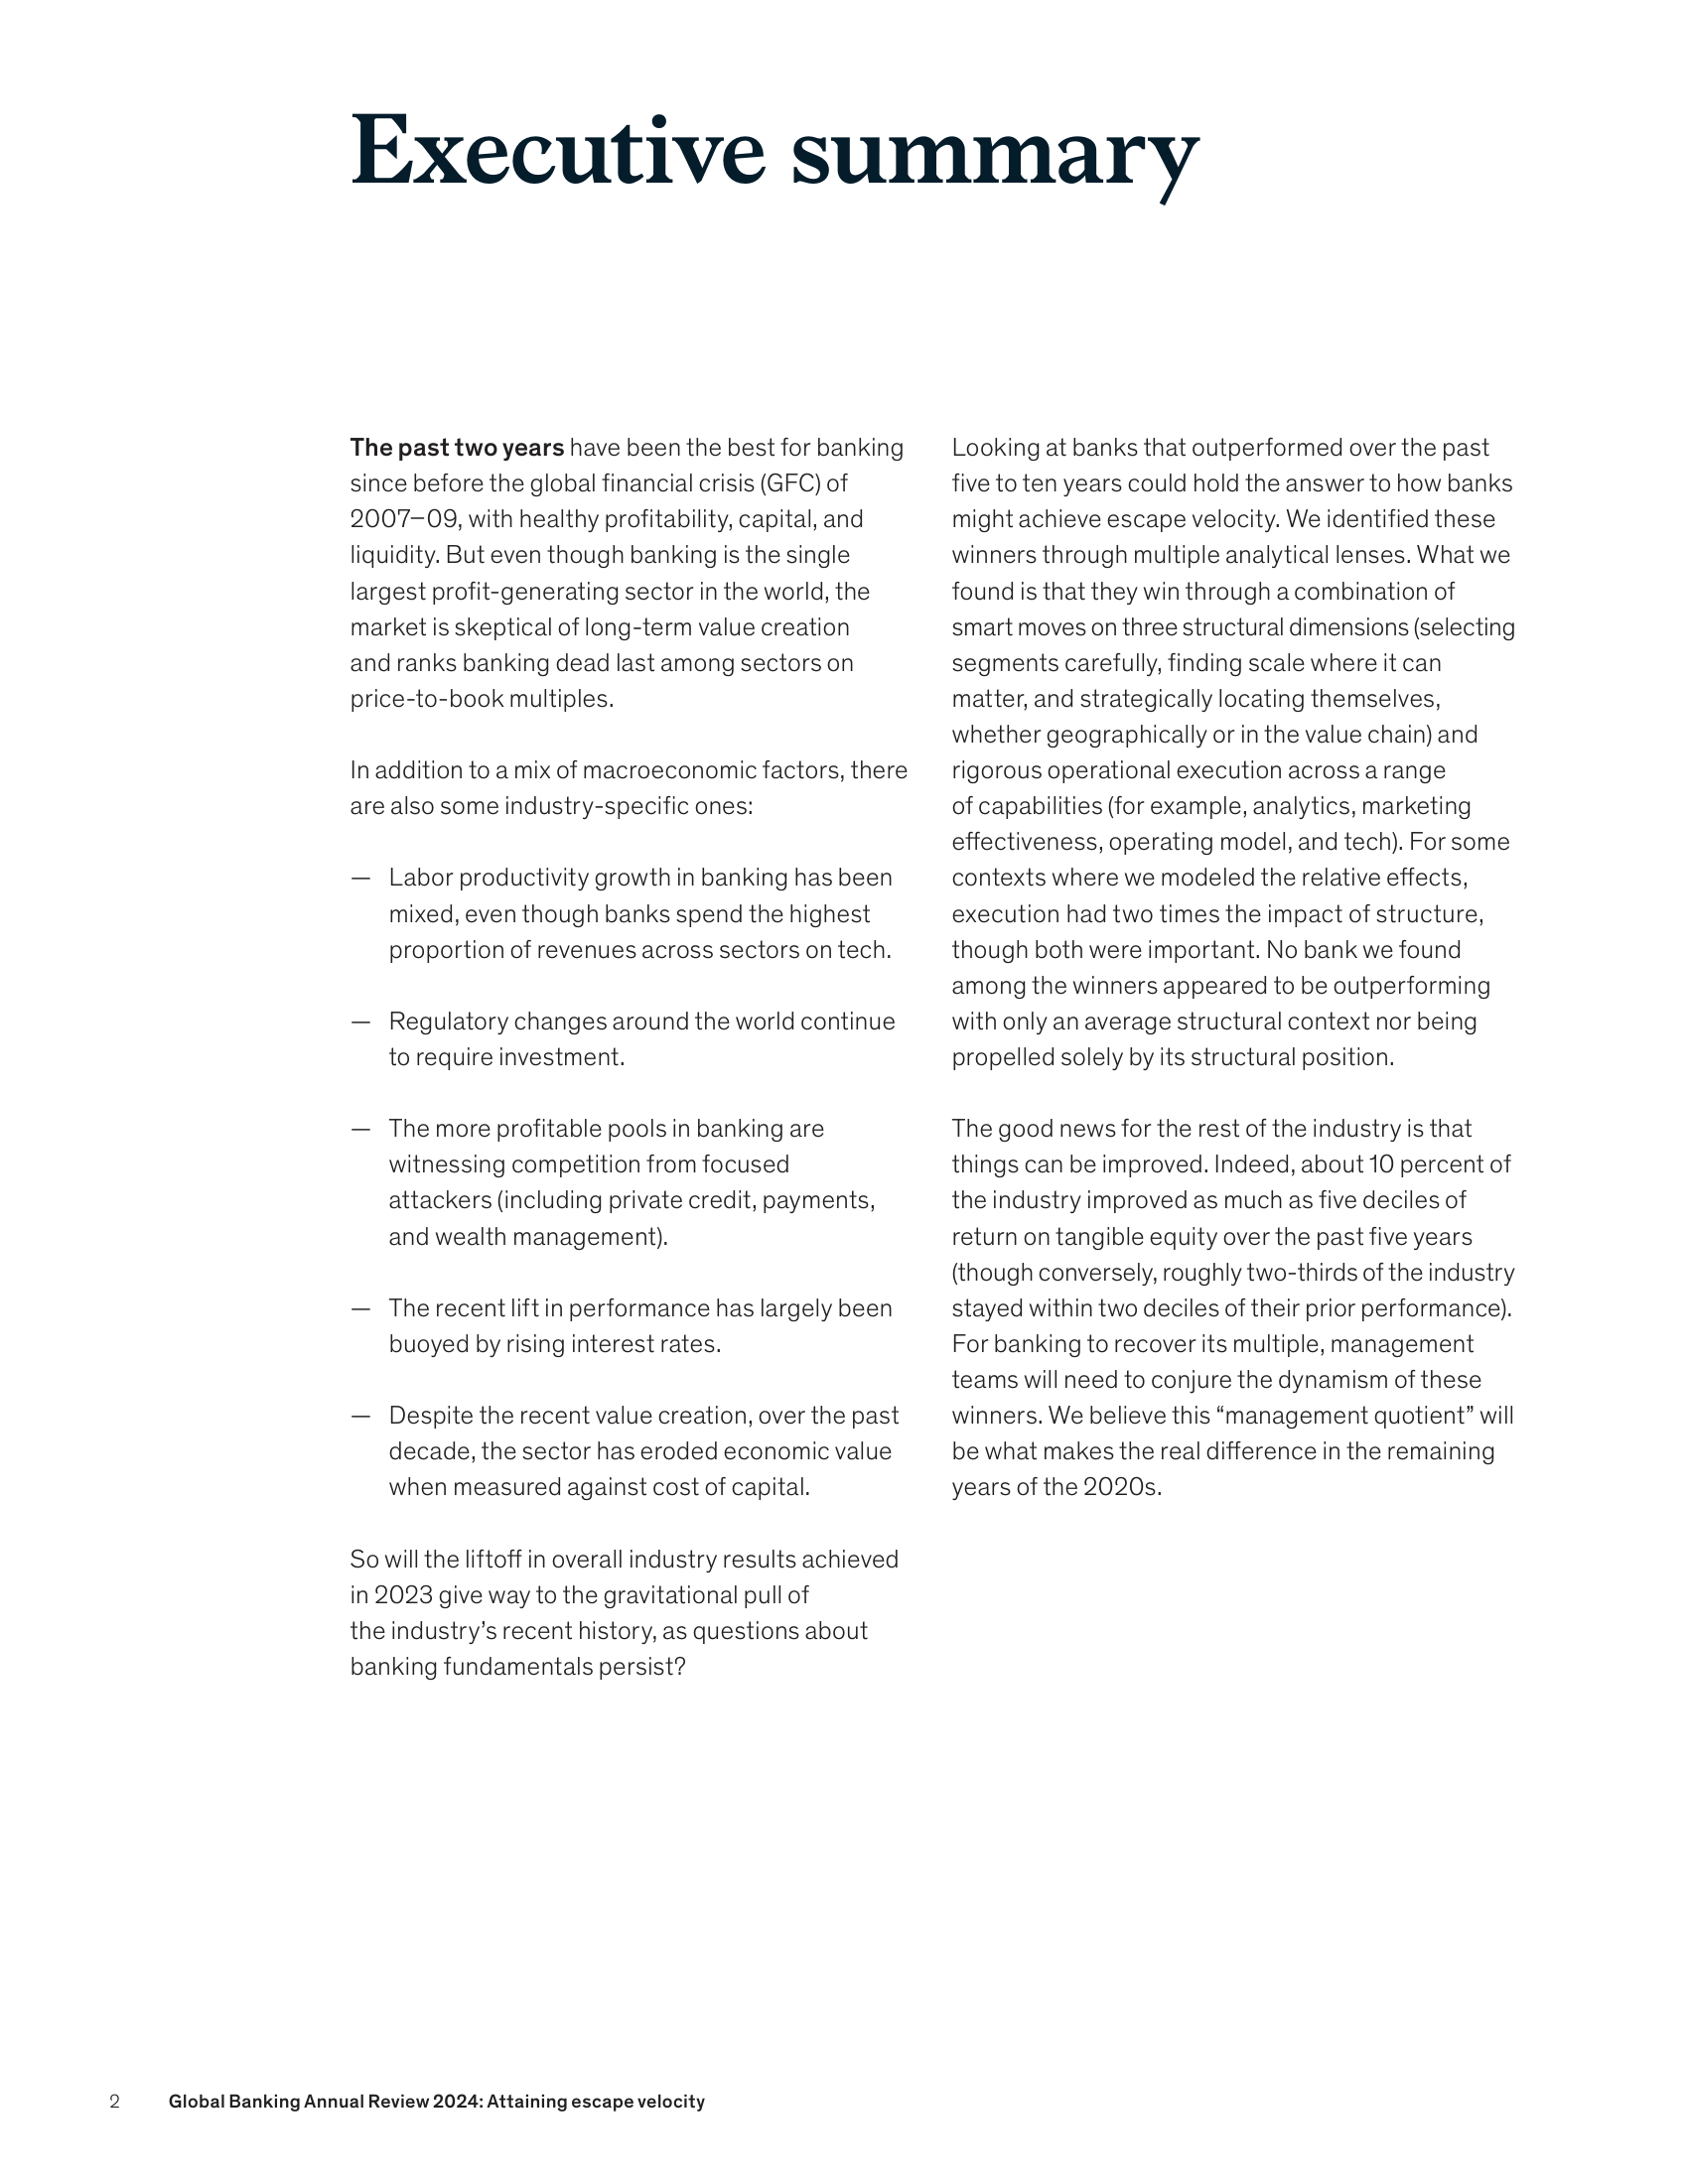 Executive summary
The past two years have been the best for banking
since before the global financial crisis (GFC) of
2007–09, with healthy profitability, capital, and
liquidity. But even though banking is the single
largest profit-generating sector in the world, the
market is skeptical of long-term value creation
and ranks banking dead last among sectors on
price-to-book multiples.
In addition to a mix of macroeconomic factors, there
are also some industry-specific ones:
— Labor productivity growth in banking has been
mixed, even though banks spend the highest
proportion of revenues across sectors on tech.
— Regulatory changes around the world continue
to require investment.
— The more profitable pools in banking are
witnessing competition from focused
attackers (including private credit, payments,
and wealth management).
— The recent lift in performance has largely been
buoyed by rising interest rates.
— Despite the recent value creation, over the past
decade, the sector has eroded economic value
when measured against cost of capital.
So will the liftoff in overall industry results achieved
in 2023 give way to the gravitational pull of
the industry’s recent history, as questions about
banking fundamentals persist?
Looking at banks that outperformed over the past
five to ten years could hold the answer to how banks
might achieve escape velocity. We identified these
winners through multiple analytical lenses. What we
found is that they win through a combination of
smart moves on three structural dimensions (selecting
segments carefully, finding scale where it can
matter, and strategically locating themselves,
whether geographically or in the value chain) and
rigorous operational execution across a range
of capabilities (for example, analytics, marketing
effectiveness, operating model, and tech). For some
contexts where we modeled the relative effects,
execution had two times the impact of structure,
though both were important. No bank we found
among the winners appeared to be outperforming
with only an average structural context nor being
propelled solely by its structural position.
The good news for the rest of the industry is that
things can be improved. Indeed, about 10 percent of
the industry improved as much as five deciles of
return on tangible equity over the past five years
(though conversely, roughly two-thirds of the industry
stayed within two deciles of their prior performance).
For banking to recover its multiple, management
teams will need to conjure the dynamism of these
winners. We believe this “management quotient” will
be what makes the real difference in the remaining
years of the 2020s.
2 Global Banking Annual Review 2024: Attaining escape velocity